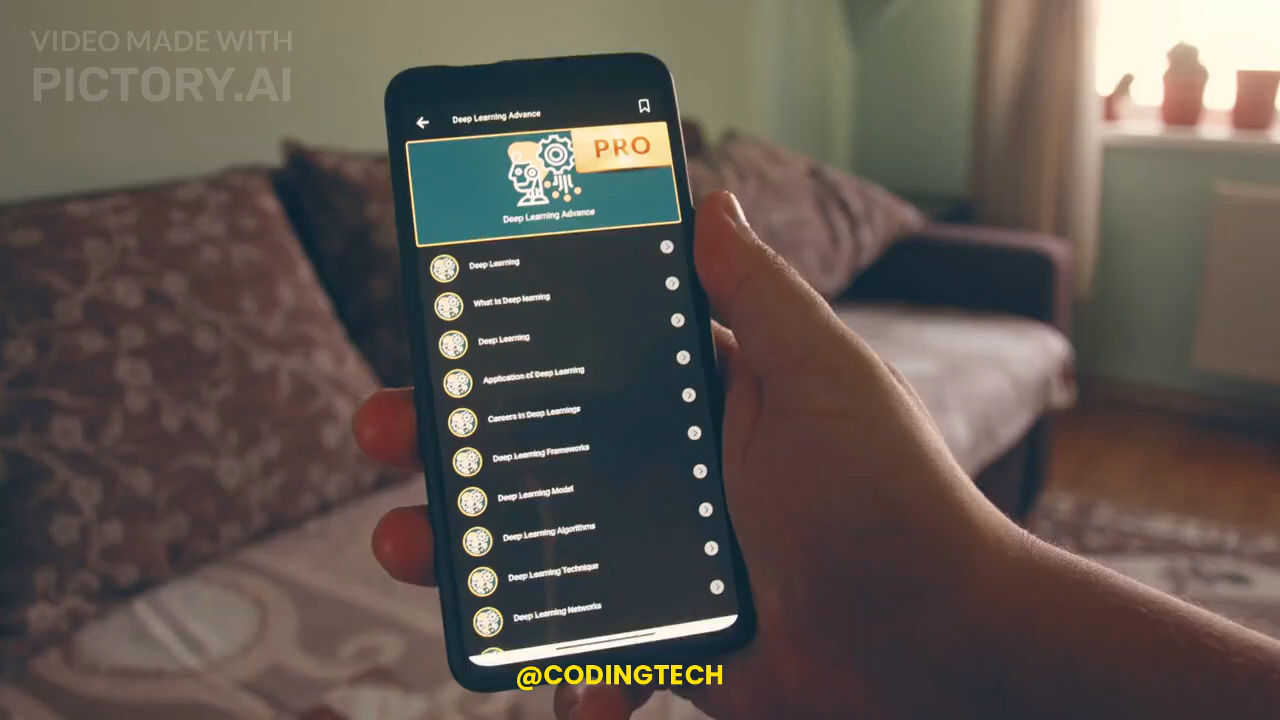 VIDEO MADE WITH
PICTORY.AI
Deep Learning Advance
PRO
Deep Learning Advance
Deep Learning
What is Deep learning
Deep Learning
Application of Deep Learning
Careers in Deep Learnings
Deep Learning Frameworks
Deep Learning Model
Deep Learning Algorithms
Deep Learning Technique
Deep Learning Networks
@CODINGTECH